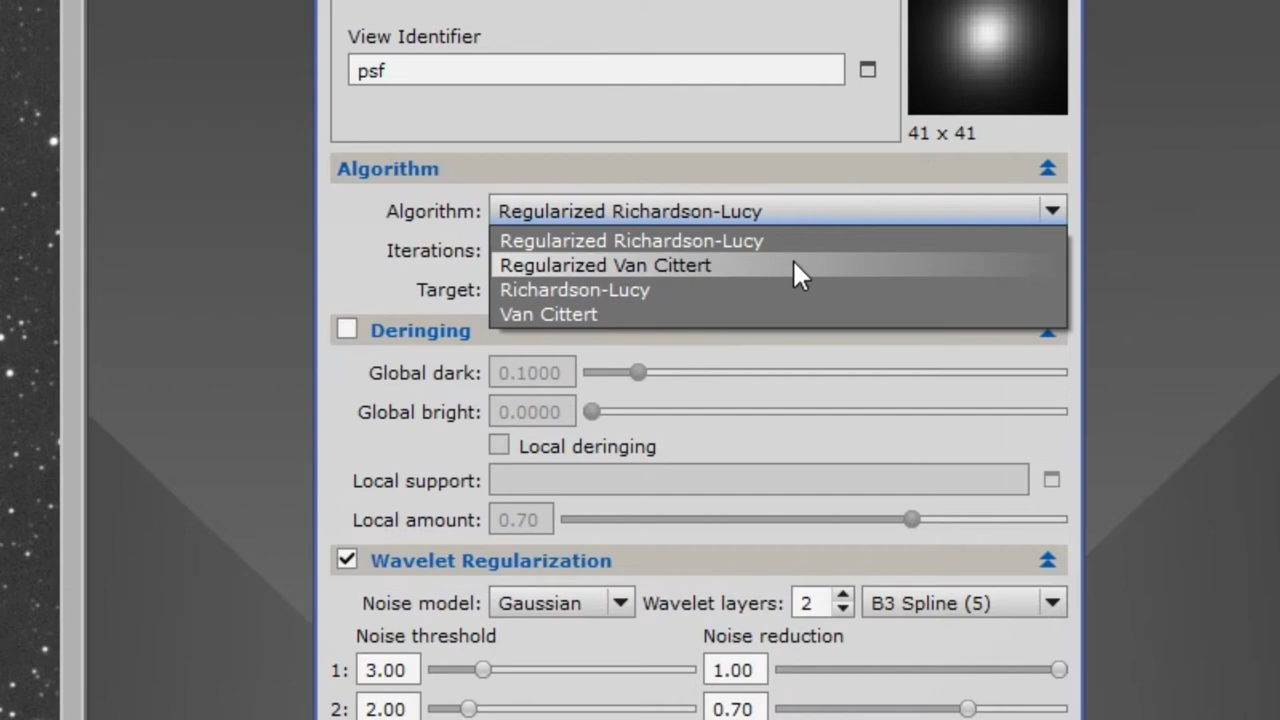 View Identifier
psf
41 x 41
Algorithm
Algorithm: Regularized Richardson-Lucy
Regularized Richardson-Lucy
Iterations: Regularized Van Cittert
Target: Richardson-Lucy
Van Cittert
Deringing
Global dark: 0.1000
Global bright: 0.0000
Local deringing
Local support:
Local amount: 0.70
Wavelet Regularization
Noise model: Gaussian Wavelet layers: 2 B3 Spline (5)
Noise threshold Noise reduction
1: 3.00 1.00
2: 2.00 0.70